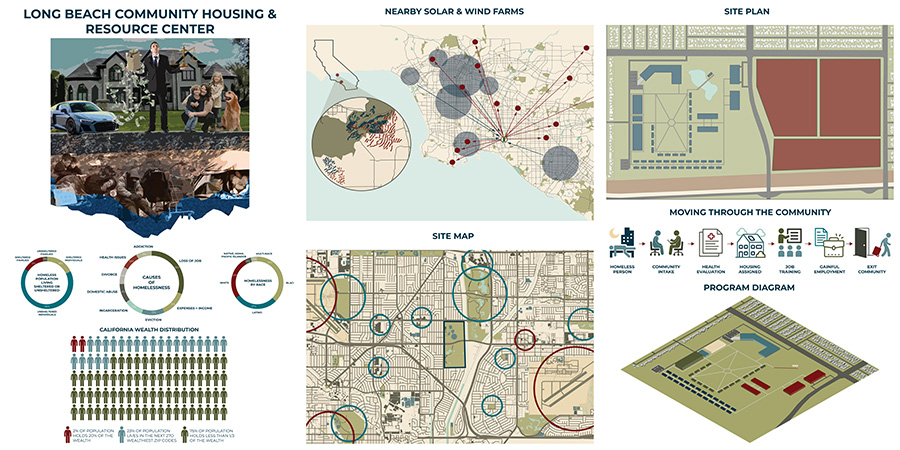 LONG BEACH COMMUNITY HOUSING &
RESOURCE CENTER
HOMELESS
POPULATION
LIVING
SHELTERED OR
UNSHELTERED
ADDICTION
HEALTH ISSUES
LOSS OF JOB
DIVORCE
CAUSES
OF
HOMELESSNESS
DOMESTIC ABUSE
INCARCERATION
EXPENSES > INCOME
EVICTION
WHITE
HOMELESSNESS
BY RACE
LATINO
CALIFORNIA WEALTH DISTRIBUTION
2% OF POPULATION
HOLDS 20% OF THE
WEALTH
23% OF POPULATION
LIVES IN THE NEXT 270
WEALTHIEST ZIP CODES
75% OF POPULATION
HOLDS LESS THAN 1/3
OF THE WEALTH
NEARBY SOLAR & WIND FARMS
SITE MAP
SITE PLAN
MOVING THROUGH THE COMMUNITY
HOMELESS
PERSON
COMMUNITY
INTAKE
HEALTH
EVALUATION
HOUSING
ASSIGNED
JOB
TRAINING
GAINFUL
EMPLOYMENT
EXIT
COMMUNITY
PROGRAM DIAGRAM